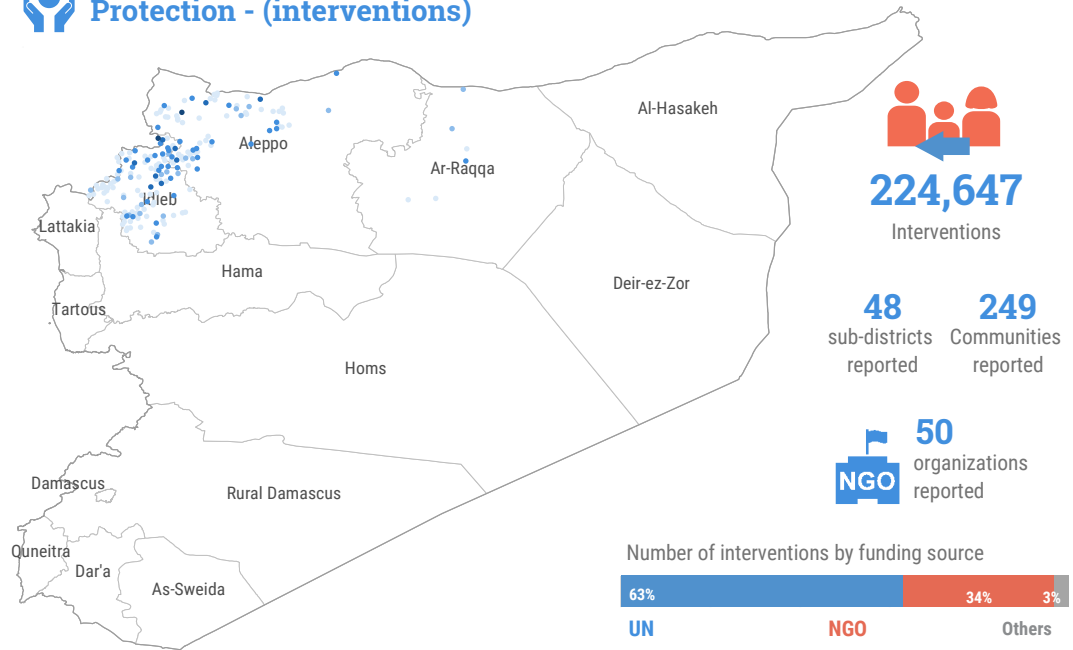 Protection - (interventions)
Al-Hasakeh
Aleppo
Ar-Raqqa
Idleb
Lattakia
Hama
Deir-ez-Zor
Tartous
Homs
Damascus
Rural Damascus
Quneitra
Dar'a
As-Sweida
224,647
Interventions
48
sub-districts
reported
249
Communities
reported
NGO
50
organizations
reported
Number of interventions by funding source
63%
34%
3%
UN
NGO
Others